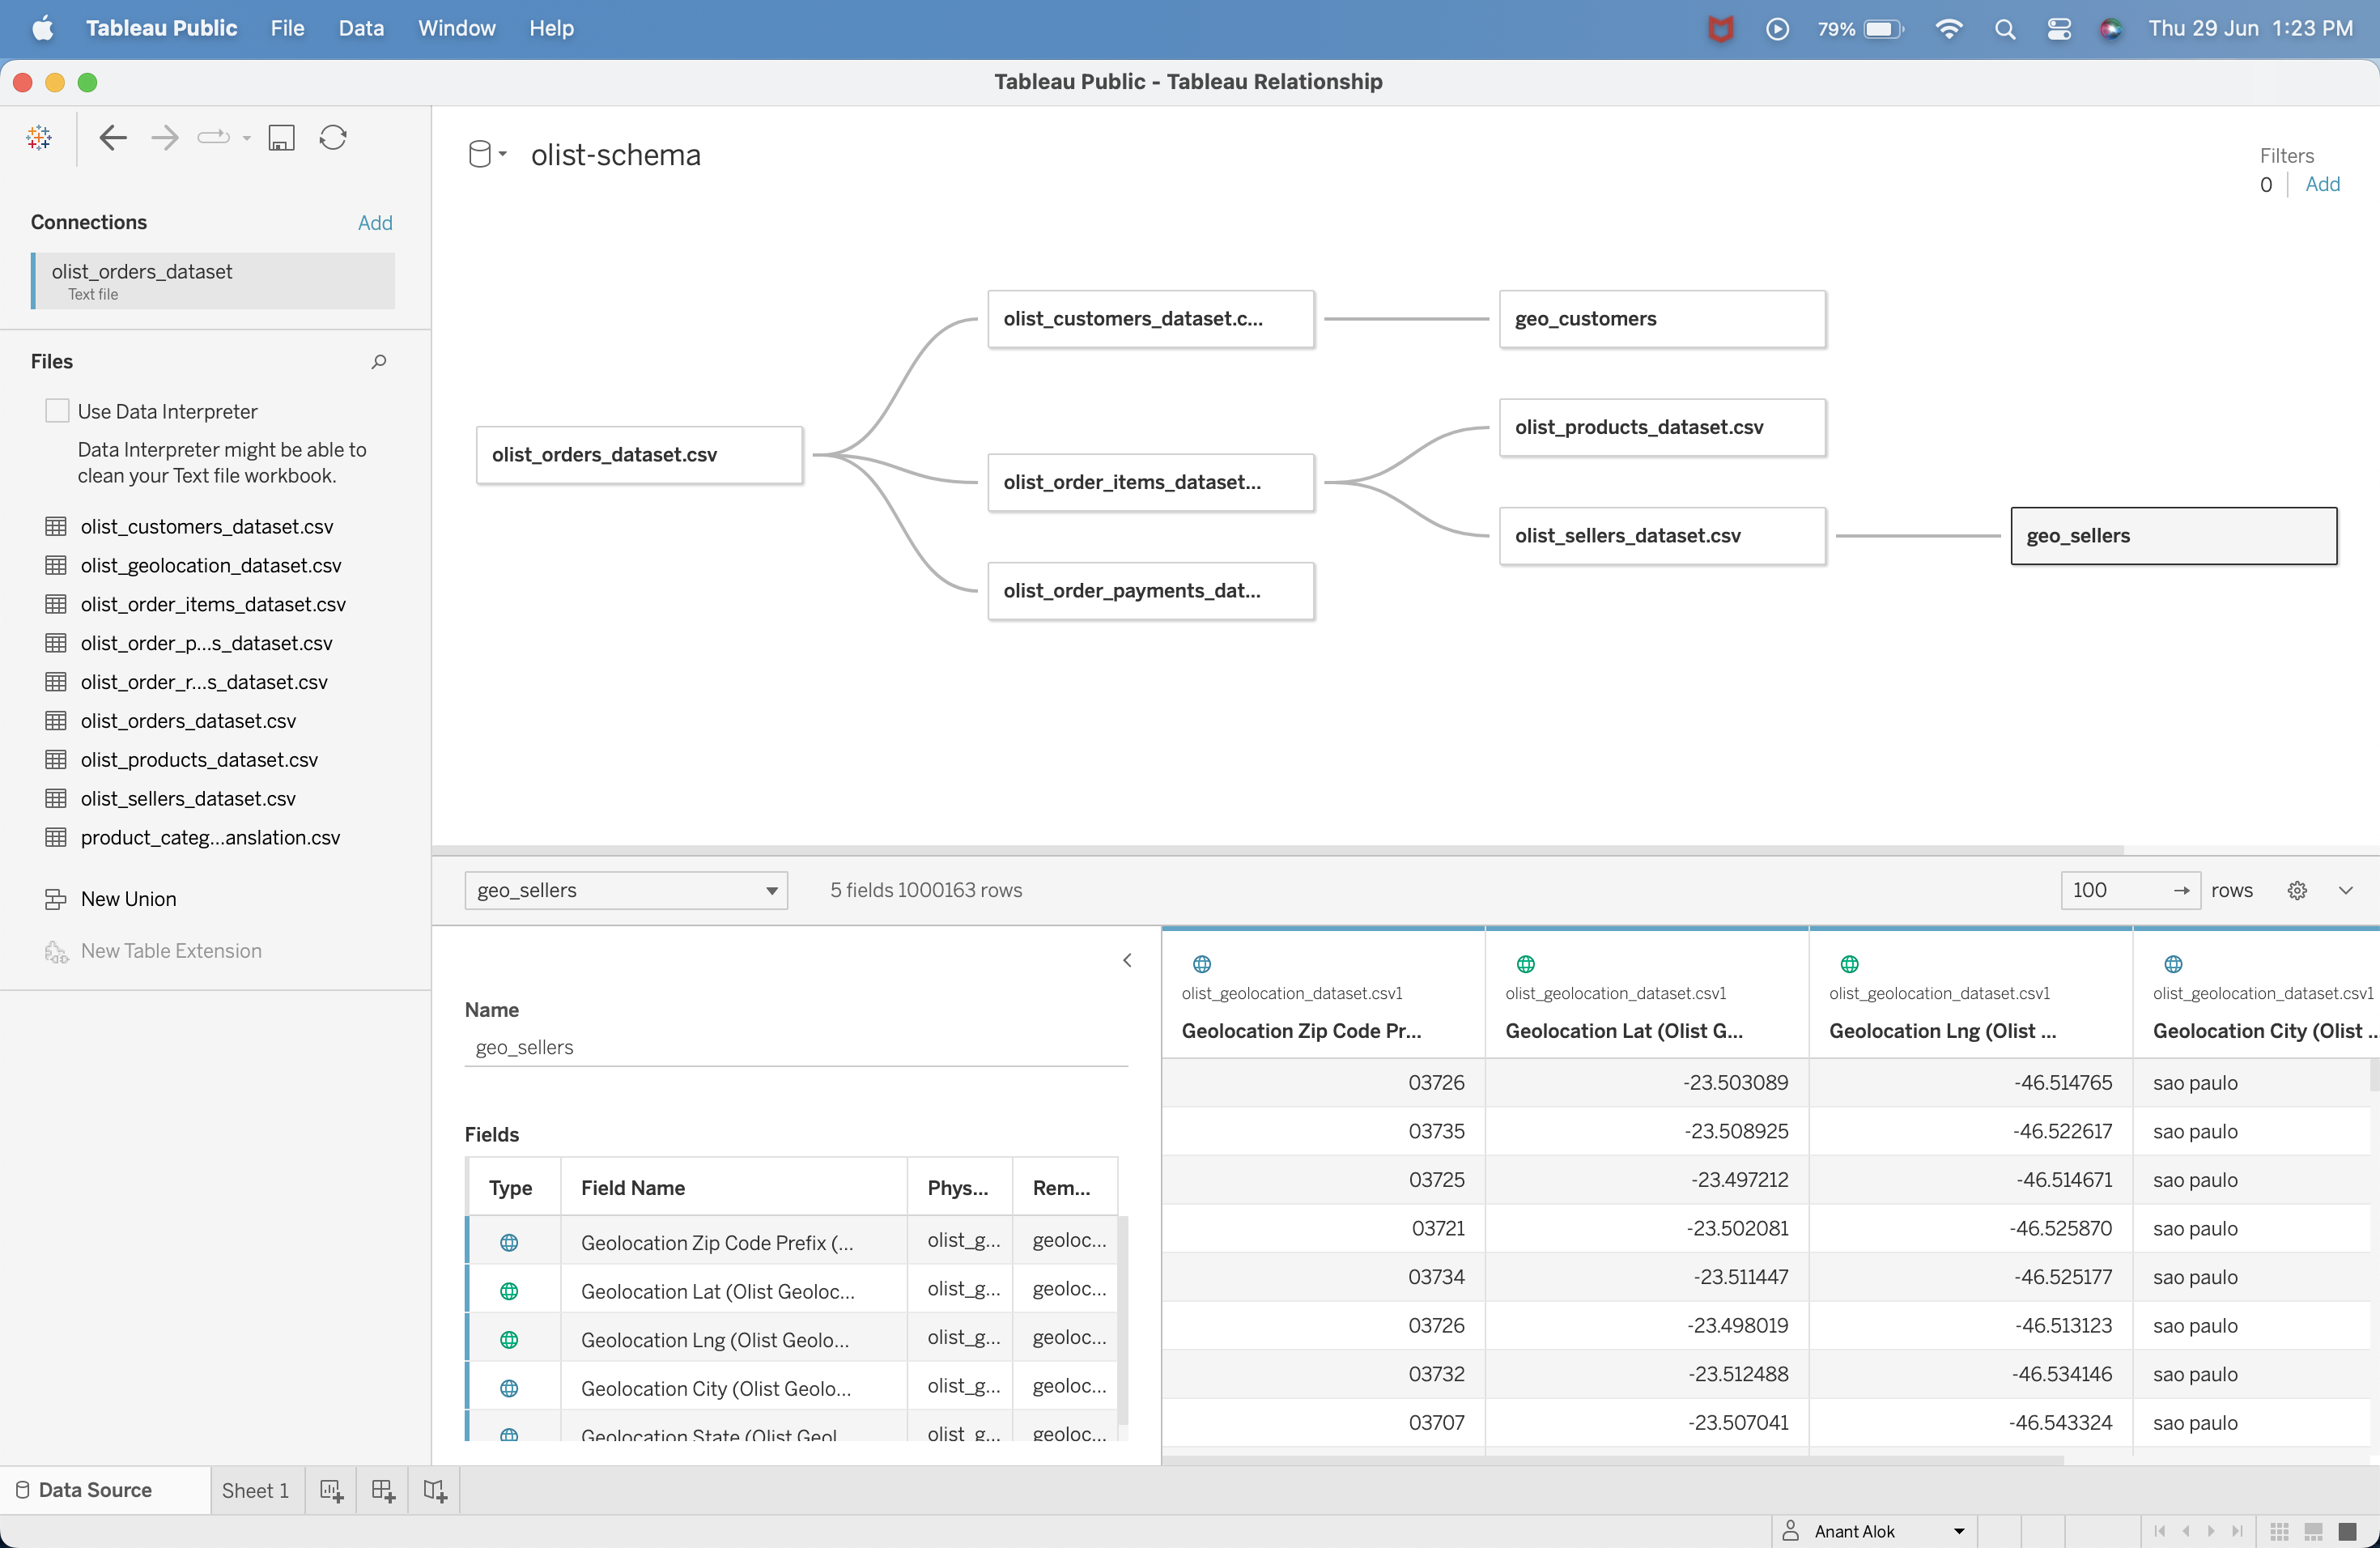 Tableau Public File Data Window Help
79% Thu 29 Jun 1:23 PM
Tableau Public - Tableau Relationship
Connections Add
olist_orders_dataset
Text file
Files
Use Data Interpreter
Data Interpreter might be able to
clean your Text file workbook.
olist_customers_dataset.csv
olist_geolocation_dataset.csv
olist_order_items_dataset.csv
olist_order_p...s_dataset.csv
olist_order_r...s_dataset.csv
olist_orders_dataset.csv
olist_products_dataset.csv
olist_sellers_dataset.csv
product_categ...anslation.csv
New Union
New Table Extension
olist-schema
Filters
0 Add
olist_customers_dataset.c...
geo_customers
olist_products_dataset.csv
olist_orders_dataset.csv
olist_order_items_dataset...
olist_sellers_dataset.csv
geo_sellers
olist_order_payments_dat...
geo_sellers 5 fields 1000163 rows 100 → rows
Name
geo_sellers
Fields
Type Field Name Phys... Rem...
Geolocation Zip Code Prefix (... olist_g... geoloc...
Geolocation Lat (Olist Geoloc... olist_g... geoloc...
Geolocation Lng (Olist Geolo... olist_g... geoloc...
Geolocation City (Olist Geolo... olist_g... geoloc...
Geolocation State (Olist Geol olist_g... geoloc...
olist_geolocation_dataset.csv1 olist_geolocation_dataset.csv1 olist_geolocation_dataset.csv1 olist_geolocation_dataset.csv1
Geolocation Zip Code Pr... Geolocation Lat (Olist G... Geolocation Lng (Olist ... Geolocation City (Olist ...
03726 -23.503089 -46.514765 sao paulo
03735 -23.508925 -46.522617 sao paulo
03725 -23.497212 -46.514671 sao paulo
03721 -23.502081 -46.525870 sao paulo
03734 -23.511447 -46.525177 sao paulo
03726 -23.498019 -46.513123 sao paulo
03732 -23.512488 -46.534146 sao paulo
03707 -23.507041 -46.543324 sao paulo
Data Source Sheet 1
Anant Alok